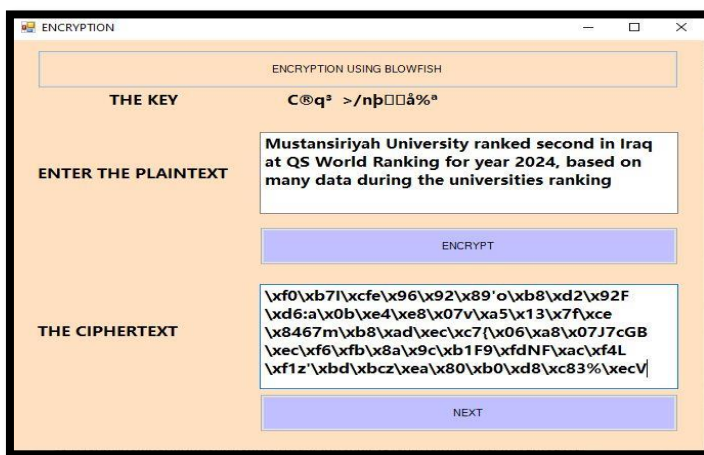 ENCRYPTION
ENCRYPTION USING BLOWFISH
THE KEY
C®q³ >/nþ□□å%ª
ENTER THE PLAINTEXT
Mustansiriyah University ranked second in Iraq
at QS World Ranking for year 2024, based on
many data during the universities ranking
ENCRYPT
THE CIPHERTEXT
\xf0\xb7I\xcfe\x96\x92\x89'o\xb8\xd2\x92F
\xd6:a\x0b\xe4\xe8\x07v\xa5\x13\x7f\xce
\x8467m\xb8\xad\xec\xc7{\x06\xa8\x07J7cGB
\xec\xf6\xfb\x8a\x9c\xb1F9\xfdNF\xac\xf4L
\xf1z'\xbd\xbcz\xea\x80\xb0\xd8\xc83%\xecV
NEXT